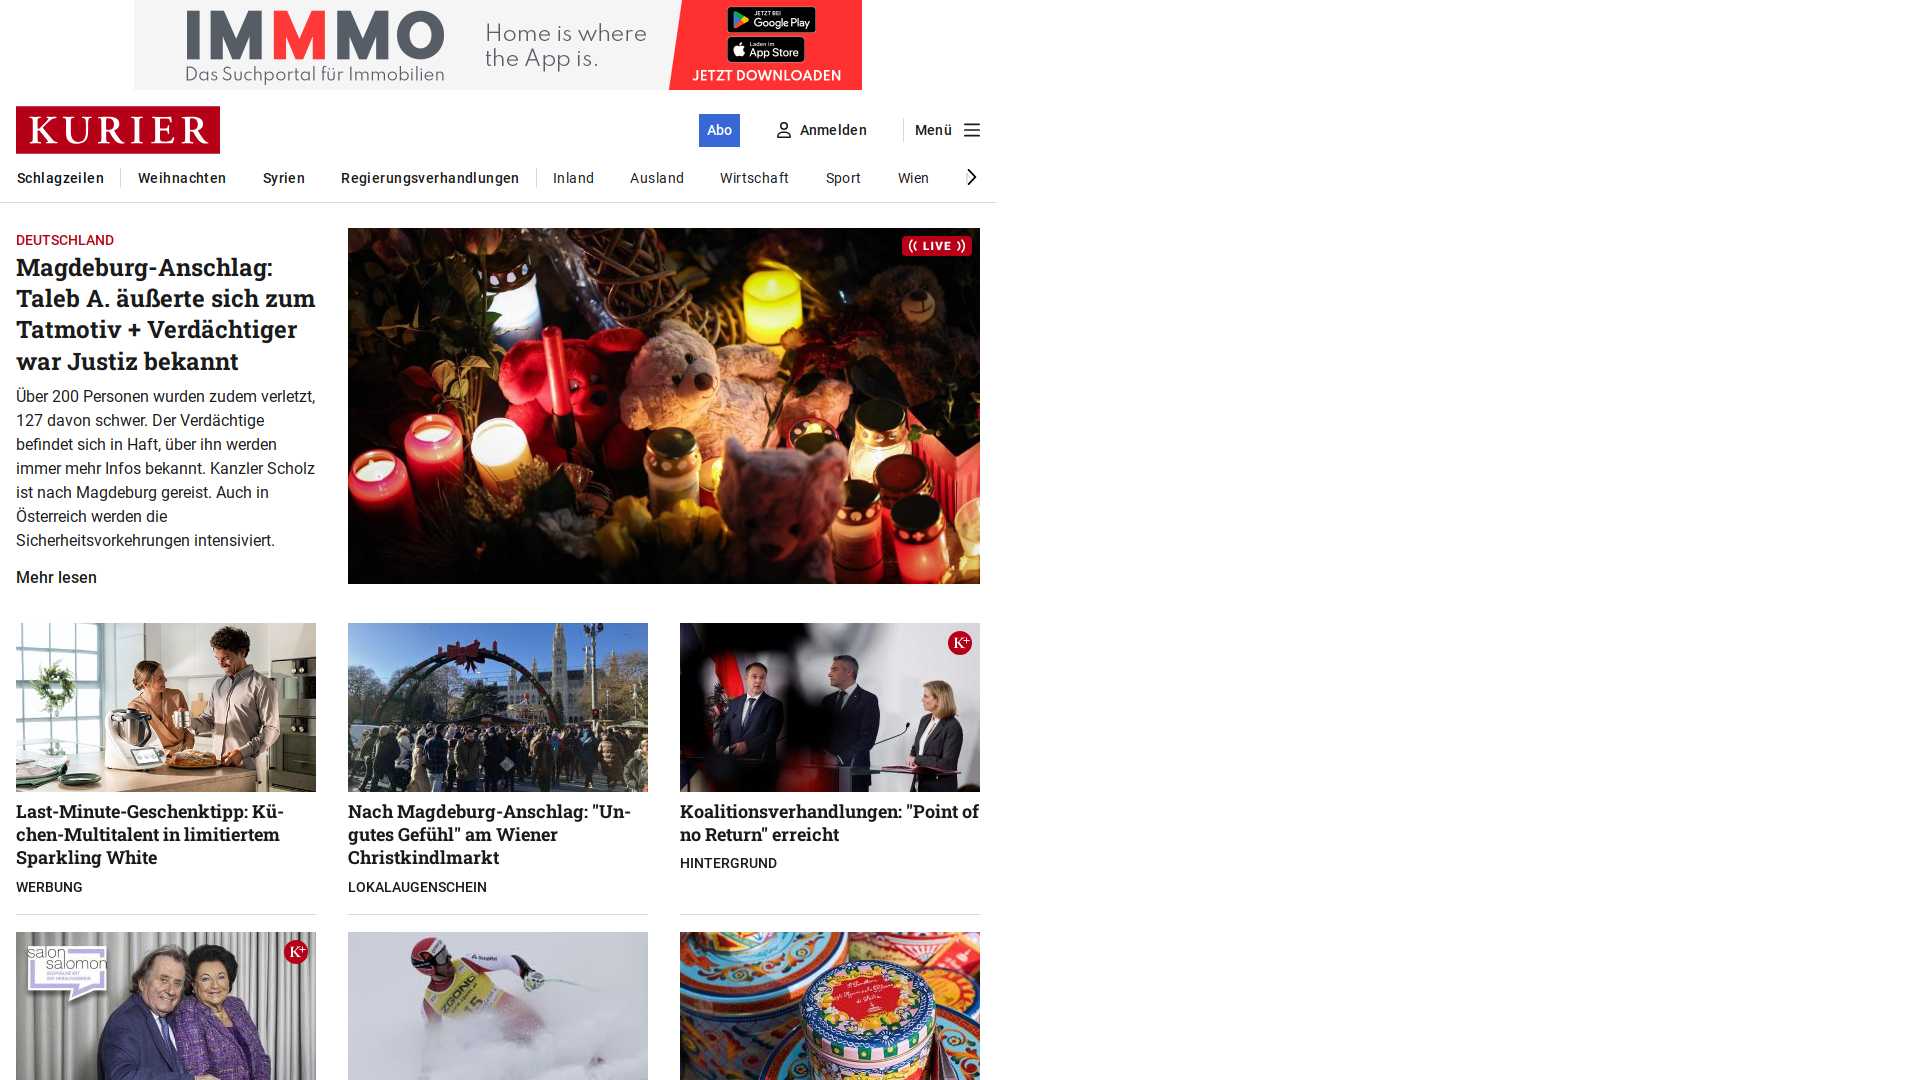 IMMMO
Das Suchportal für Immobilien
Home is where
the App is.
JETZT BEI
Google Play
Laden im
App Store
JETZT DOWNLOADEN
KURIER
Abo
Anmelden
Menü
Schlagzeilen
Weihnachten
Syrien
Regierungsverhandlungen
Inland
Ausland
Wirtschaft
Sport
Wien
DEUTSCHLAND
Magdeburg-Anschlag:
Taleb A. äußerte sich zum
Tatmotiv + Verdächtiger
war Justiz bekannt
Über 200 Personen wurden zudem verletzt,
127 davon schwer. Der Verdächtige
befindet sich in Haft, über ihn werden
immer mehr Infos bekannt. Kanzler Scholz
ist nach Magdeburg gereist. Auch in
Österreich werden die
Sicherheitsvorkehrungen intensiviert.
Mehr lesen
LIVE
Last-Minute-Geschenktipp: Kü-
chen-Multitalent in limitiertem
Sparkling White
WERBUNG
Nach Magdeburg-Anschlag: "Un-
gutes Gefühl" am Wiener
Christkindlmarkt
LOKALAUGENSCHEIN
K+
Koalitionsverhandlungen: "Point of
no Return" erreicht
HINTERGRUND
salon
salomon
K+